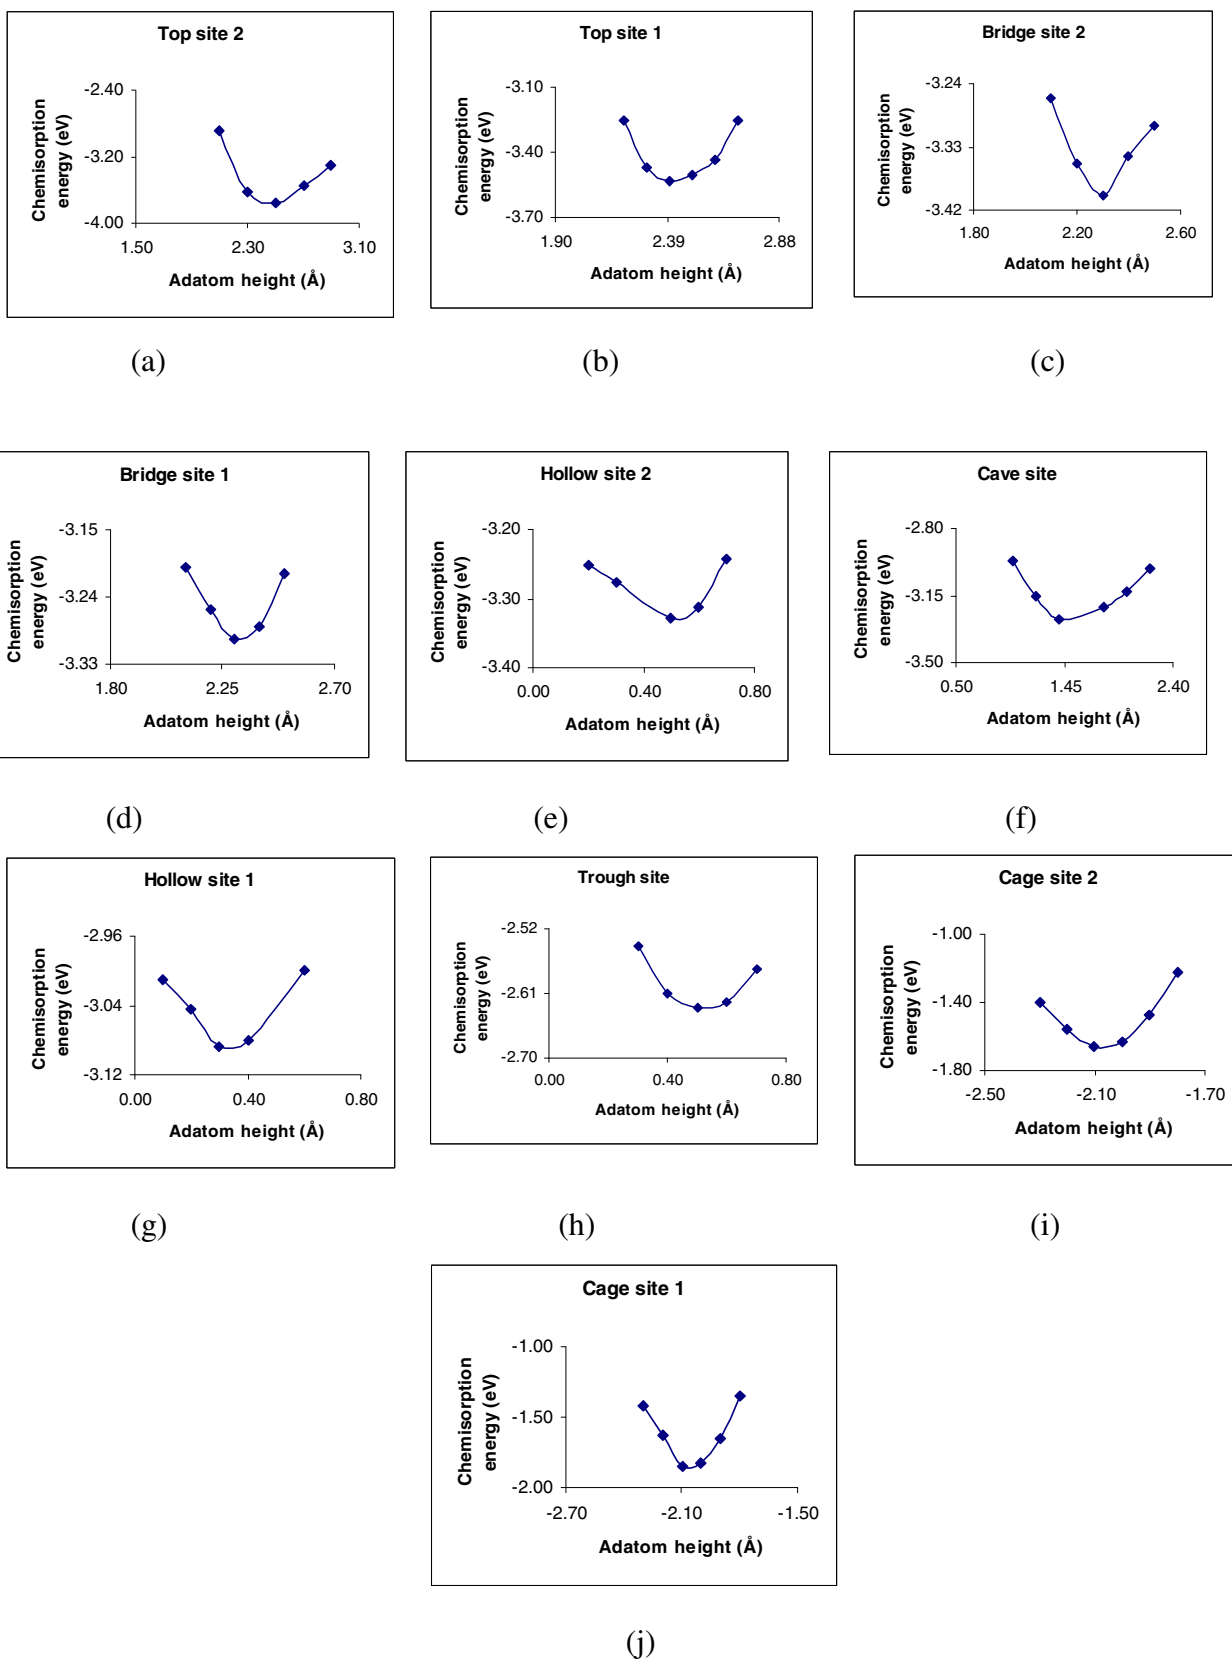 Top site 2
Chemisorption
energy (eV)
-2.40
-3.20
-4.00
1.50 2.30 3.10
Adatom height (Å)
(a)
Top site 1
Chemisorption
energy (eV)
-3.10
-3.40
-3.70
1.90 2.39 2.88
Adatom height (Å)
(b)
Bridge site 2
Chemisorption
energy (eV)
-3.24
-3.33
-3.42
1.80 2.20 2.60
Adatom height (Å)
(c)
Bridge site 1
Chemisorption
energy (eV)
-3.15
-3.24
-3.33
1.80 2.25 2.70
Adatom height (Å)
(d)
Hollow site 2
Chemisorption
energy (eV)
-3.20
-3.30
-3.40
0.00 0.40 0.80
Adatom height (Å)
(e)
Cave site
Chemisorption
energy (eV)
-2.80
-3.15
-3.50
0.50 1.45 2.40
Adatom height (Å)
(f)
Hollow site 1
Chemisorption
energy (eV)
-2.96
-3.04
-3.12
0.00 0.40 0.80
Adatom height (Å)
(g)
Trough site
Chemisorption
energy (eV)
-2.52
-2.61
-2.70
0.00 0.40 0.80
Adatom height (Å)
(h)
Cage site 2
Chemisorption
energy (eV)
-1.00
-1.40
-1.80
-2.50 -2.10 -1.70
Adatom height (Å)
(i)
Cage site 1
Chemisorption
energy (eV)
-1.00
-1.50
-2.00
-2.70 -2.10 -1.50
Adatom height (Å)
(j)